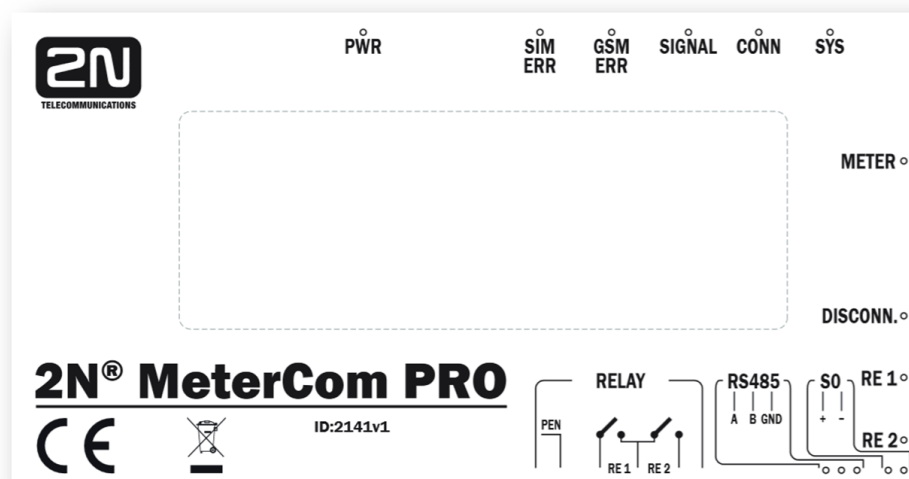 2N
TELECOMMUNICATIONS
PWR
SIM
ERR
GSM
ERR
SIGNAL
CONN
SYS
METER
DISCONN.
2N® MeterCom PRO
ID:2141v1
CE
RELAY
PEN
RE 1
RE 2
RS485
A B GND
S0
+ -
RE 1
RE 2